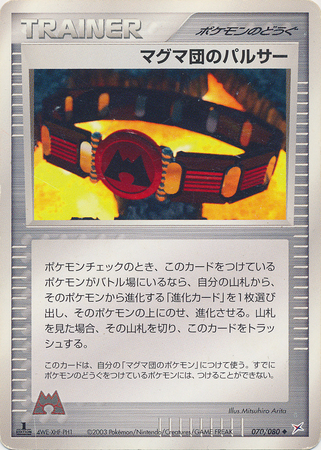 TRAINER
ポケモンのどうぐ
マグマ団のパルサー
ポケモンチェックのとき、このカードをつけている
ポケモンがバトル場にいるなら、自分の山札から、
そのポケモンから進化する「進化カード」を1枚選び
出し、そのポケモンの上にのせ、進化させる。山札
を見た場合、その山札を切り、このカードをトラッ
シュする。
このカードは、自分の「マグマ団のポケモン」につけて使う。すでに
ポケモンのどうぐをつけているポケモンには、つけることができない。
Illus.Mitsuhiro Arita
1 EDITION
©2003 Pokémon/Nintendo/Creatures/GAME FREAK
070/080